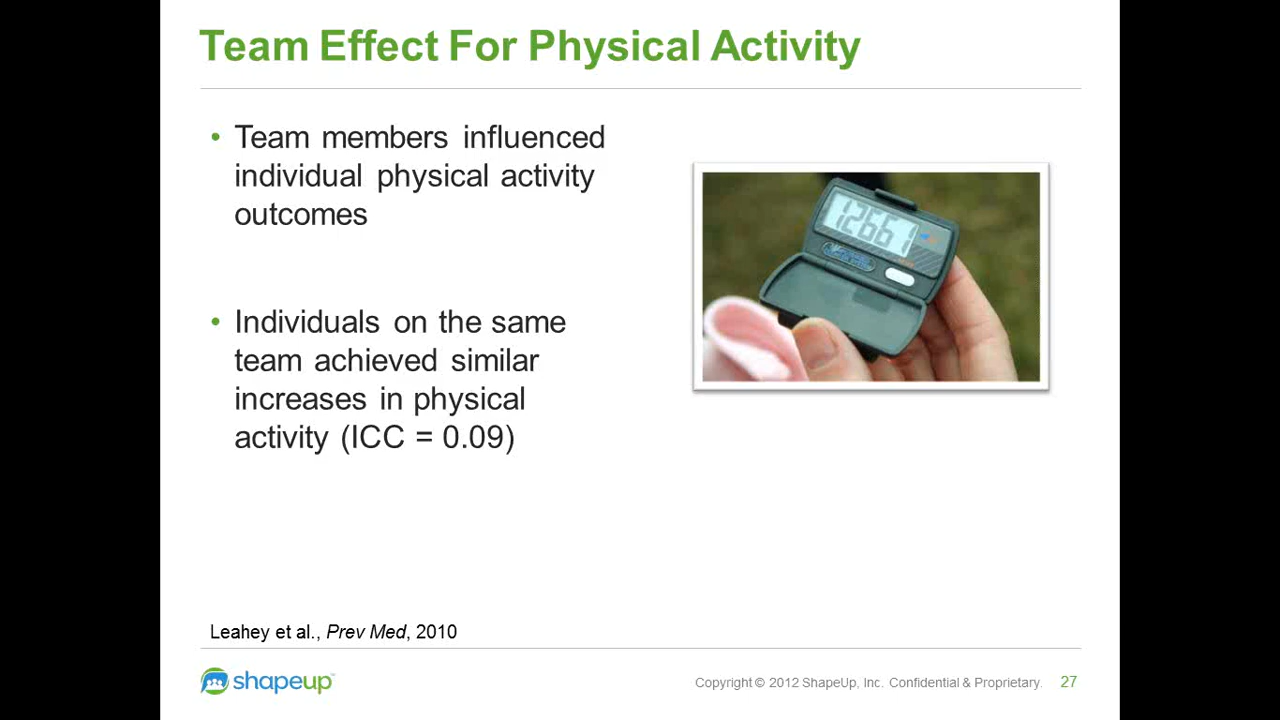 Team Effect For Physical Activity
• Team members influenced
individual physical activity
outcomes
• Individuals on the same
team achieved similar
increases in physical
activity (ICC = 0.09)
12661
Leahey et al., Prev Med, 2010
shapeup™
Copyright © 2012 ShapeUp, Inc. Confidential & Proprietary.
27